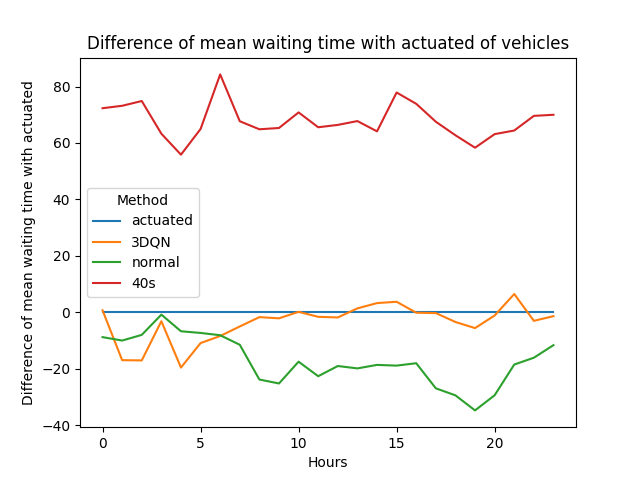 Difference of mean waiting time with actuated of vehicles
Difference of mean waiting time with actuated
80
60
40
20
0
−20
−40
Method
actuated
3DQN
normal
40s
0 5 10 15 20
Hours